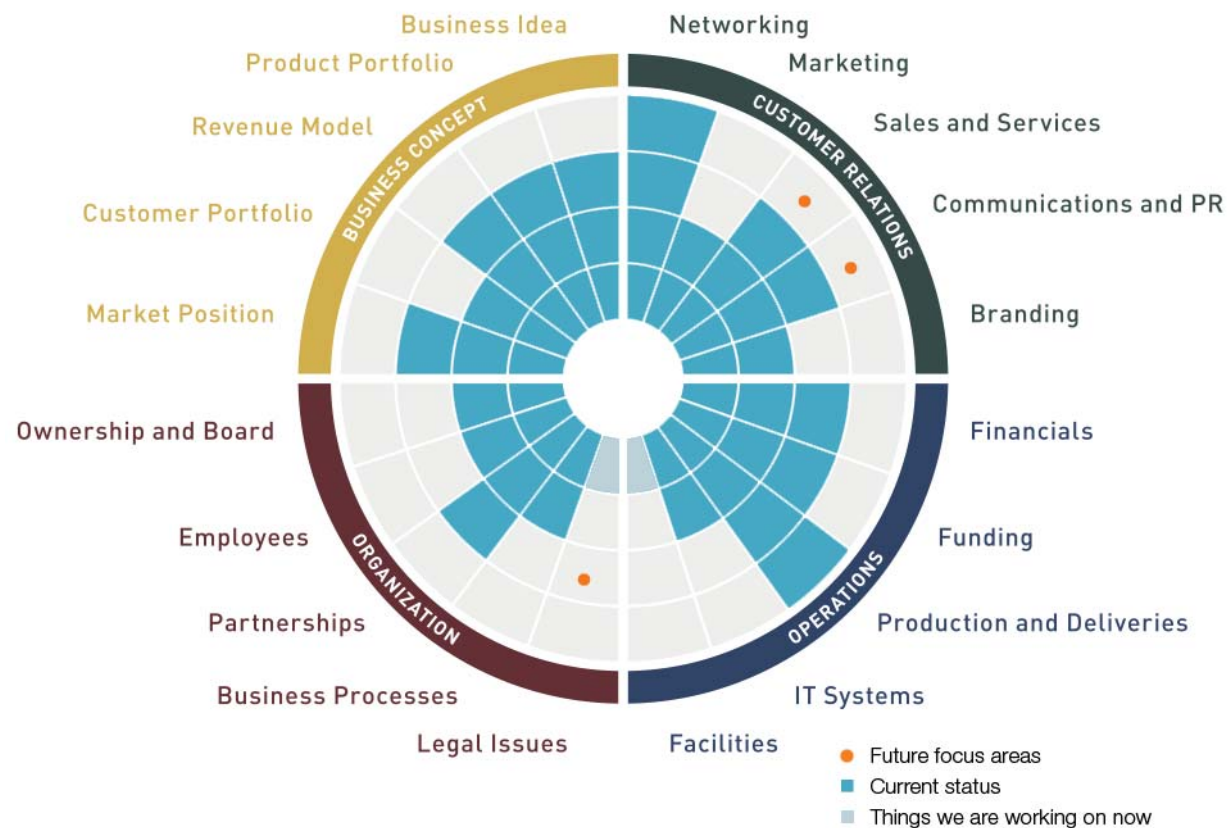 Business Idea
Networking
Product Portfolio
Marketing
Revenue Model
Sales and Services
Customer Portfolio
Communications and PR
Market Position
Branding
BUSINESS CONCEPT
CUSTOMER RELATIONS
Ownership and Board
Financials
Employees
Funding
ORGANIZATION
OPERATIONS
Partnerships
Production and Deliveries
Business Processes
IT Systems
Legal Issues
Facilities
Future focus areas
Current status
Things we are working on now